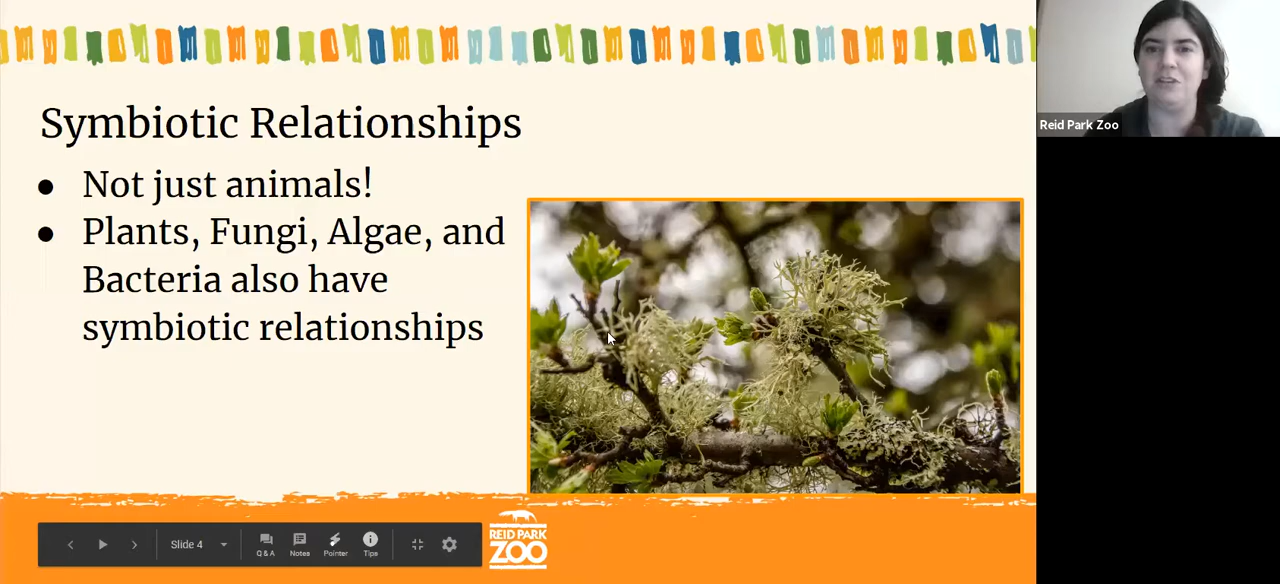 Symbiotic Relationships
● Not just animals!
● Plants, Fungi, Algae, and
Bacteria also have
symbiotic relationships
Reid Park Zoo
Slide 4
Q & A
Notes
Pointer
Tips
REID PARK
ZOO